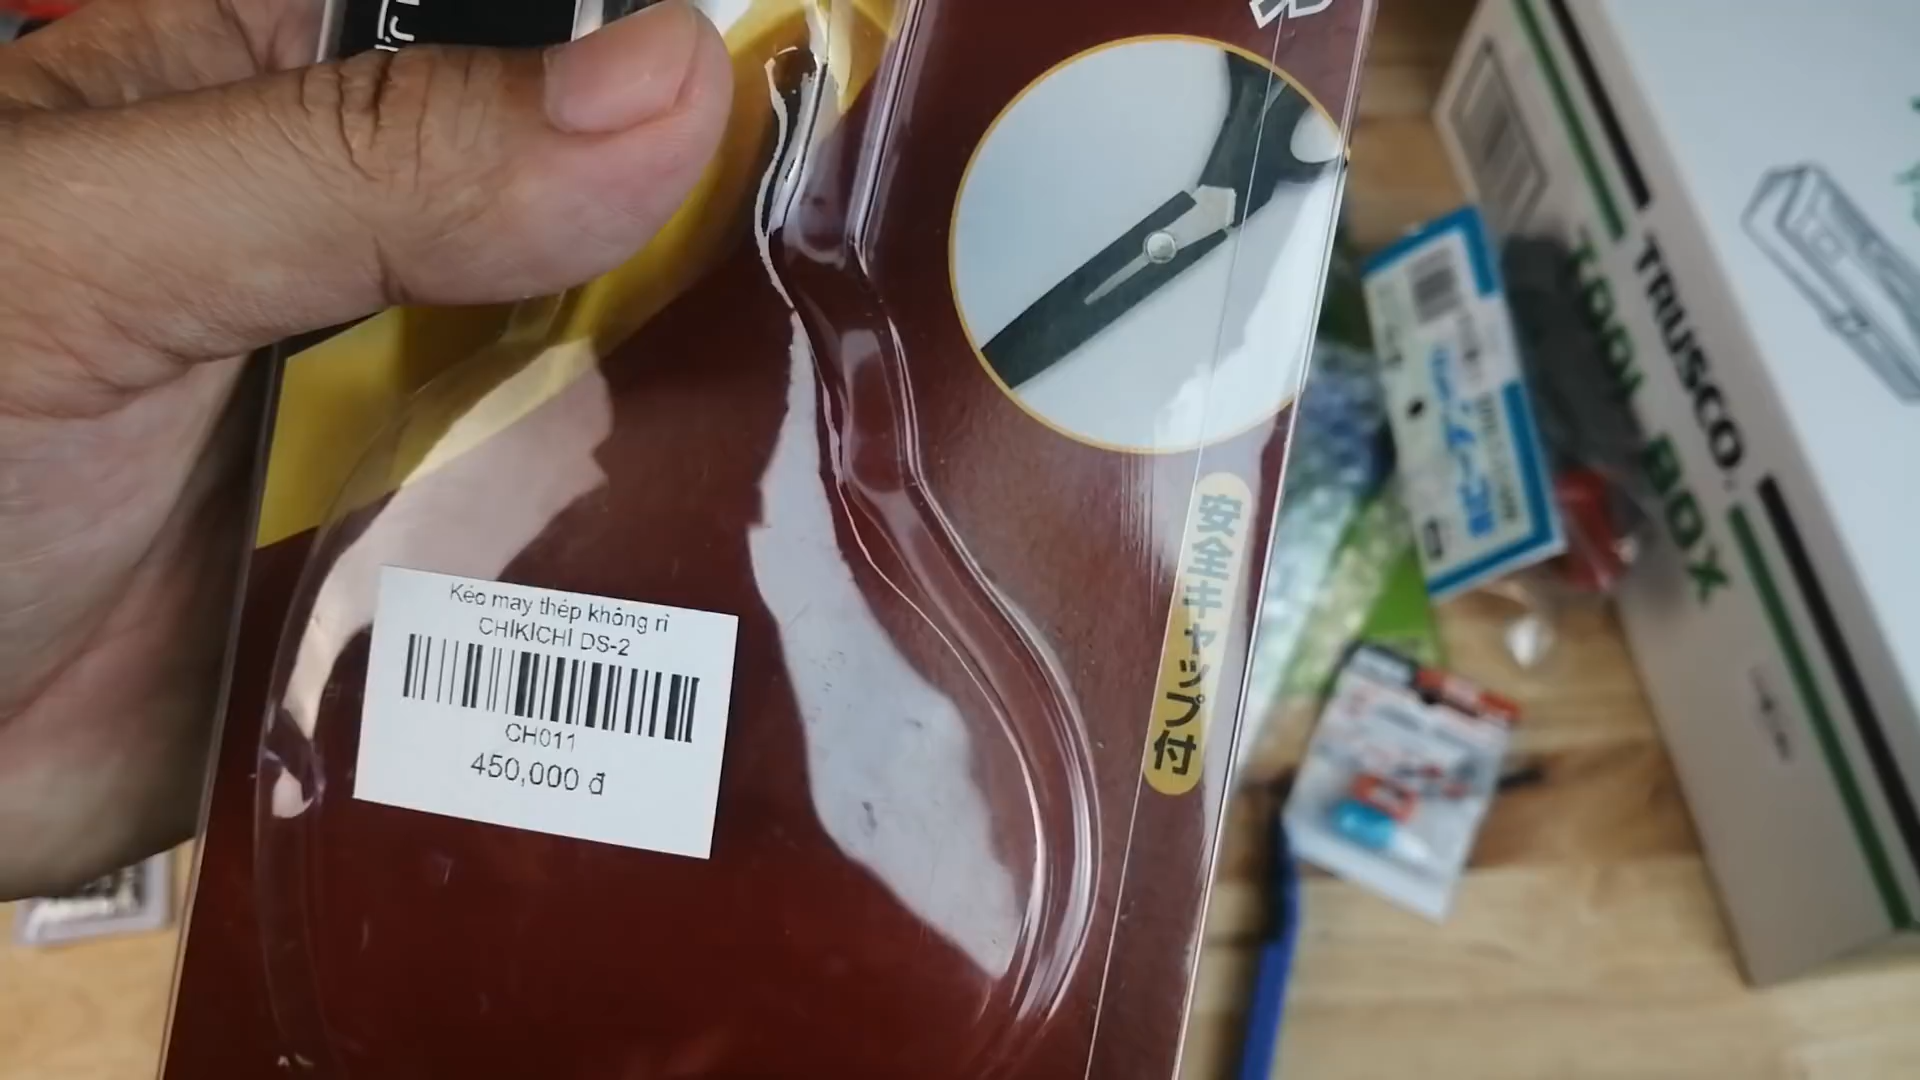 Kéo may thép không rỉ
CHIKICHI DS-2
CH011
450,000 đ
安全キャップ付
TRUSCO
TOOL BOX